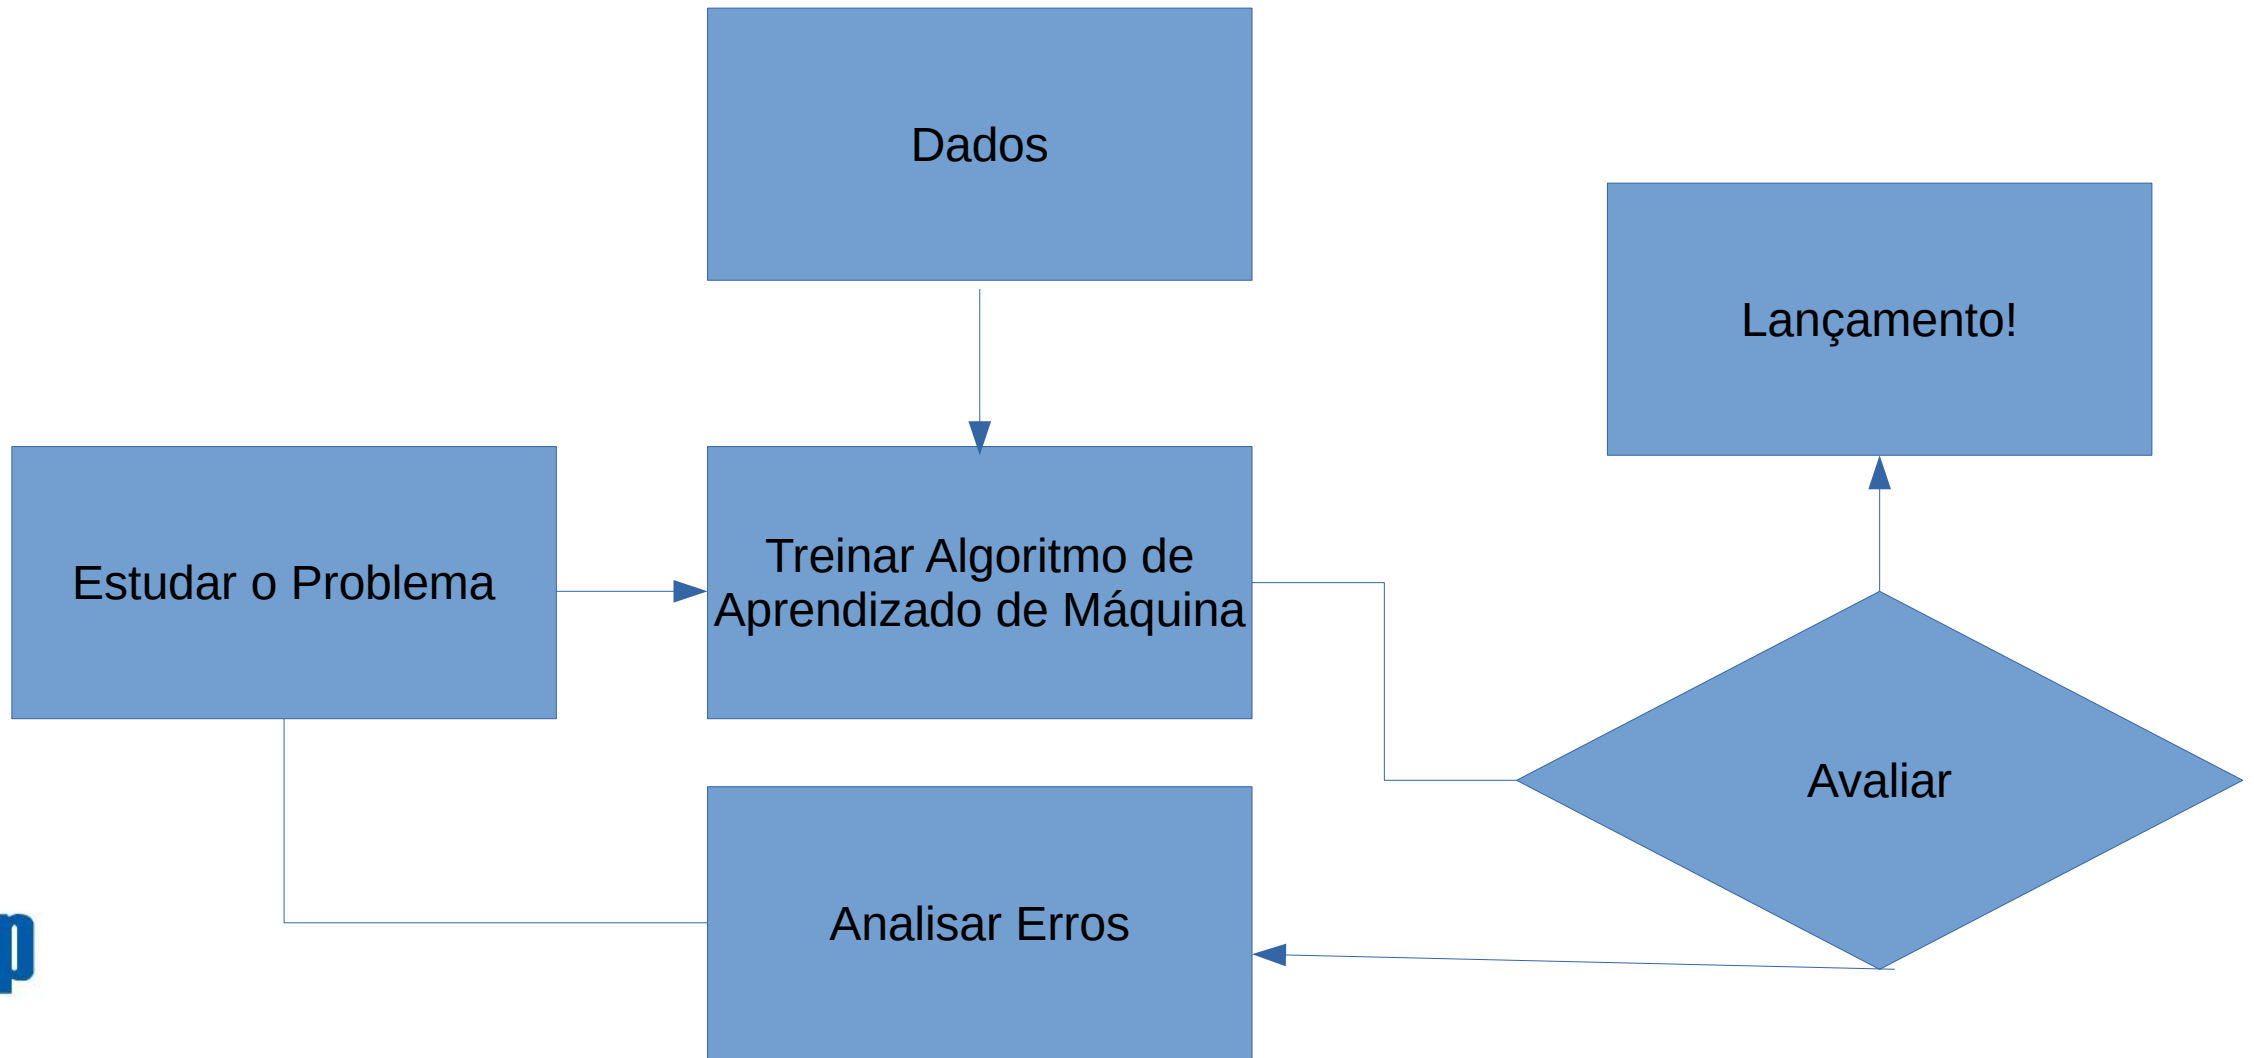 Dados
Lançamento!
Estudar o Problema
Treinar Algoritmo de
Aprendizado de Máquina
Avaliar
Analisar Erros
p